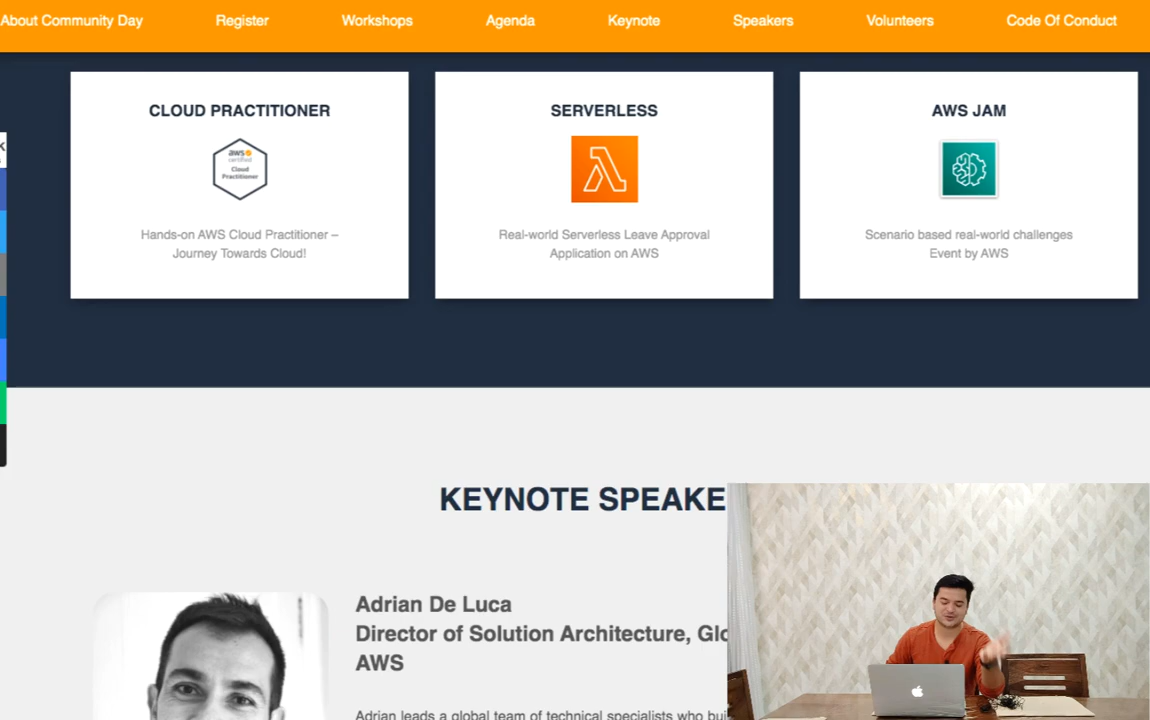 About Community Day Register Workshops Agenda Keynote Speakers Volunteers Code Of Conduct
CLOUD PRACTITIONER
aws
certified
Cloud
Practitioner
Hands-on AWS Cloud Practitioner –
Journey Towards Cloud!
SERVERLESS
Real-world Serverless Leave Approval
Application on AWS
AWS JAM
Scenario based real-world challenges
Event by AWS
KEYNOTE SPEAKE
Adrian De Luca
Director of Solution Architecture, Glo
AWS
Adrian leads a global team of technical specialists who bui